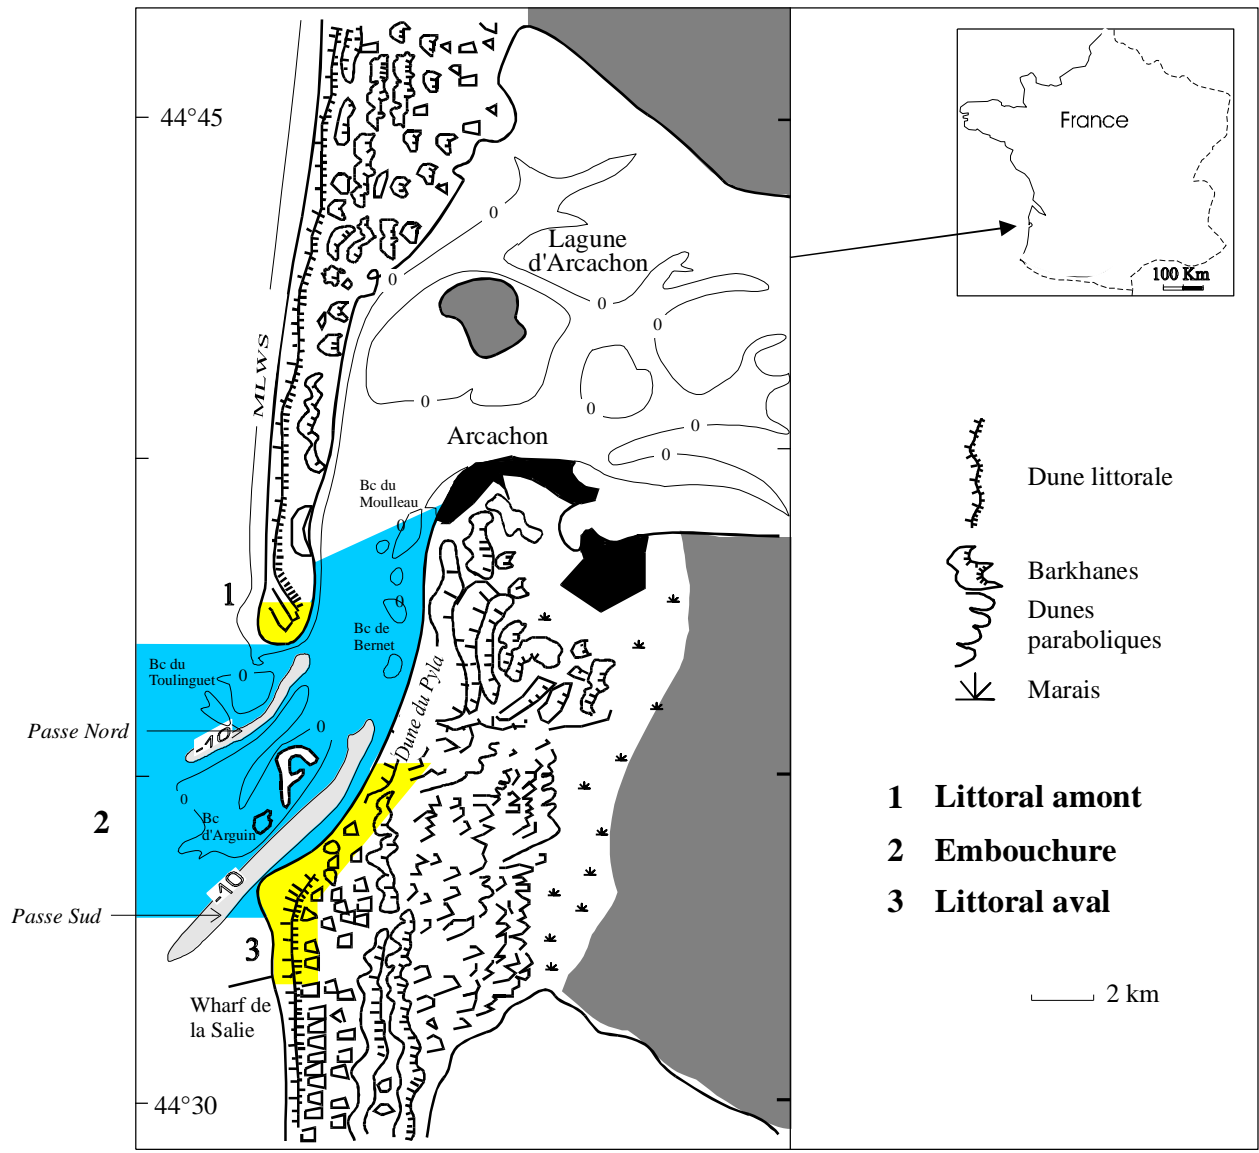 44°45
France
100 Km
0
Lagune
d'Arcachon
0
0
0
MLWS
0
0
0
0
Arcachon
Bc du
Moulleau
0
Dune littorale
Barkhanes
Dunes
paraboliques
Marais
1
0
Bc de
Bernet
Bc du
Toulinguet
0
Dune du Pyla
Passe Nord
-10
0
0
2
Bc
d'Arguin
-10
Passe Sud
3
1 Littoral amont
2 Embouchure
3 Littoral aval
Wharf de
la Salie
2 km
44°30